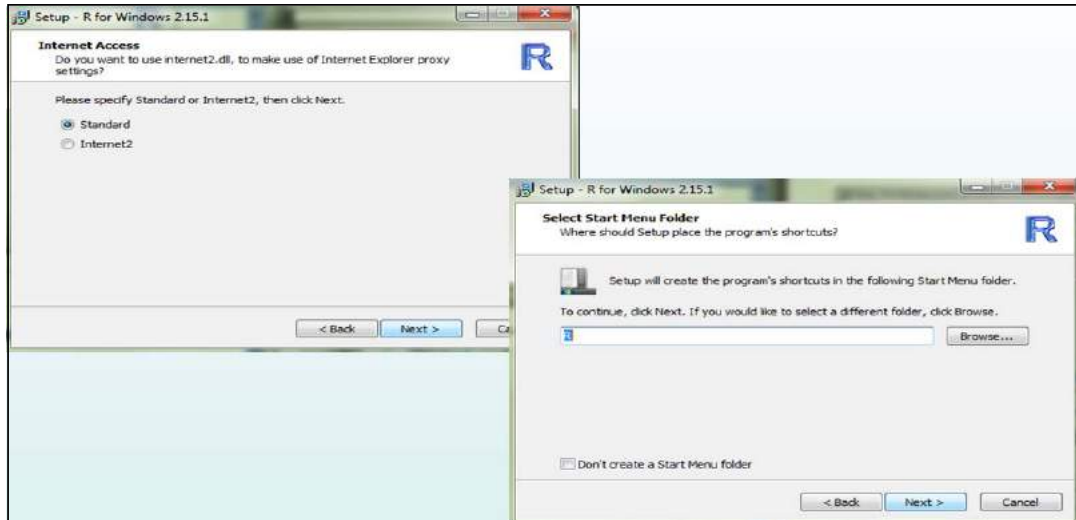 Setup - R for Windows 2.15.1
Internet Access
Do you want to use internet2.dll, to make use of Internet Explorer proxy
settings?
R
Please specify Standard or Internet2, then click Next.
Standard
Internet2
< Back Next >
Setup - R for Windows 2.15.1
Select Start Menu Folder
Where should Setup place the program's shortcuts?
R
Setup will create the program's shortcuts in the following Start Menu folder.
To continue, click Next. If you would like to select a different folder, click Browse.
R Browse...
Don't create a Start Menu folder
< Back Next > Cancel